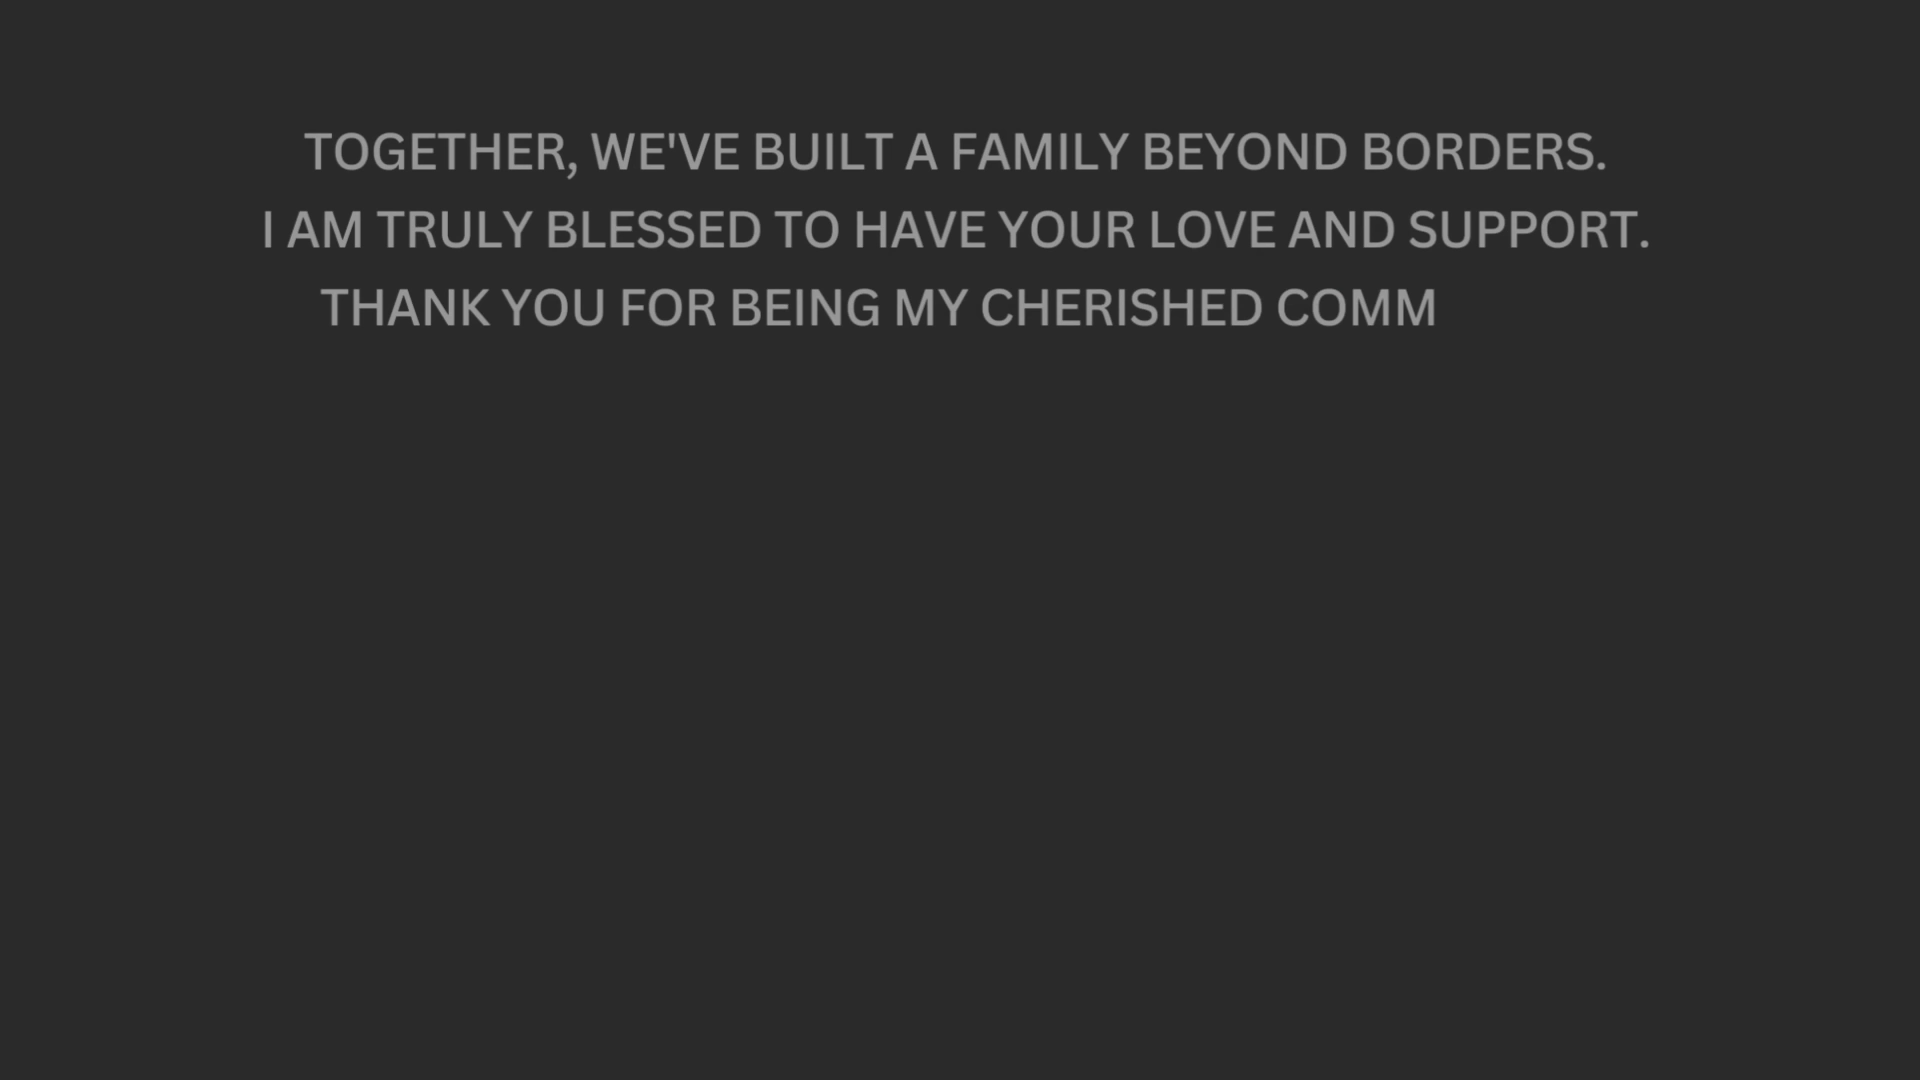 TOGETHER, WE'VE BUILT A FAMILY BEYOND BORDERS.
I AM TRULY BLESSED TO HAVE YOUR LOVE AND SUPPORT.
THANK YOU FOR BEING MY CHERISHED COMM